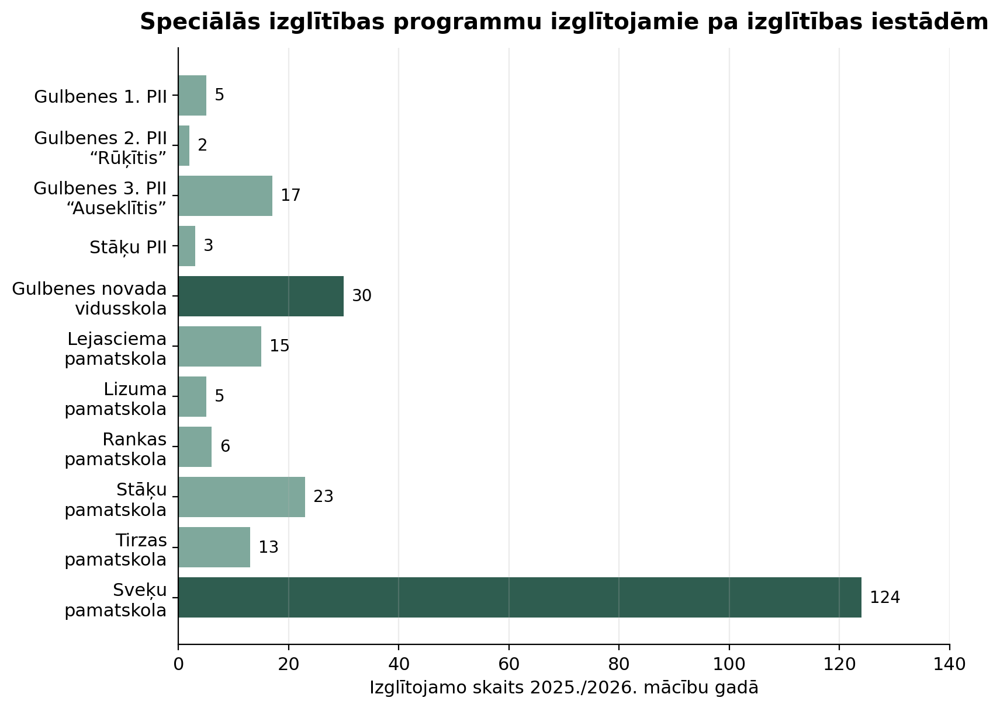 Speciālās izglītības programmu izglītojamie pa izglītības iestādēm
Gulbenes 1. PII
5
Gulbenes 2. PII
“Rūķītis”
2
Gulbenes 3. PII
“Auseklītis”
17
Stāķu PII
3
Gulbenes novada
vidusskola
30
Lejasciema
pamatskola
15
Lizuma
pamatskola
5
Rankas
pamatskola
6
Stāķu
pamatskola
23
Tirzas
pamatskola
13
Sveķu
pamatskola
124
0 20 40 60 80 100 120 140
Izglītojamo skaits 2025./2026. mācību gadā